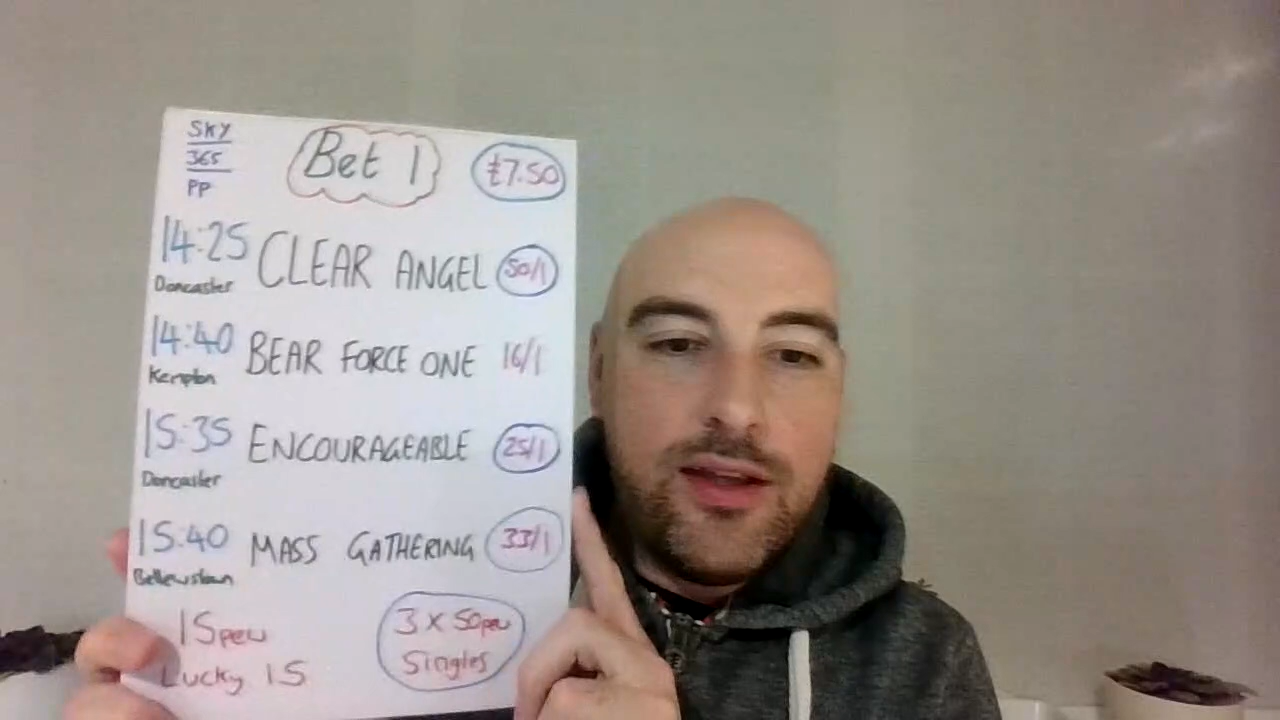 SKY
365
PP
Bet 1
£7.50
14:25 CLEAR ANGEL 50/1
Doncaster
14:40 BEAR FORCE ONE 16/1
Kempton
15:35 ENCOURAGEABLE 25/1
Doncaster
15:40 MASS GATHERING 33/1
Bellewstown
15pew
Lucky 15
3 x 50pew
Singles